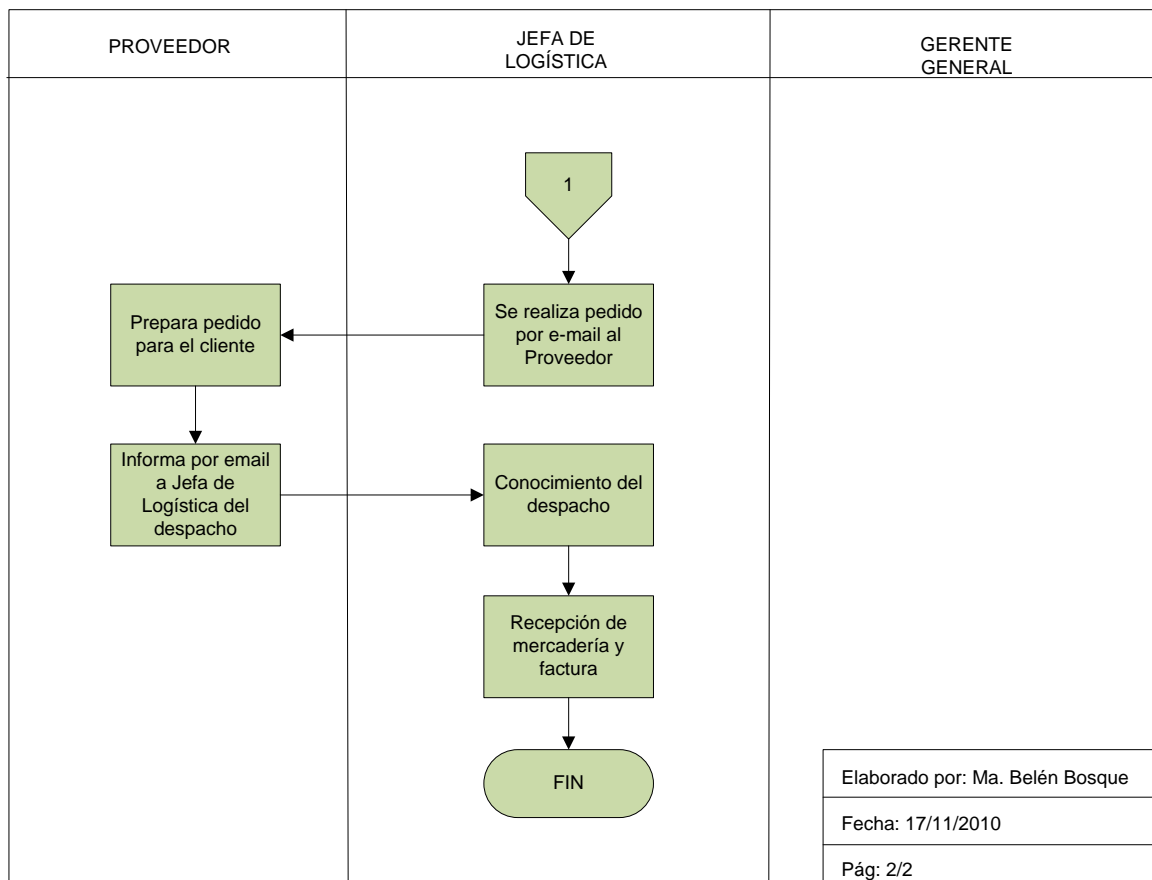 PROVEEDOR
JEFA DE
LOGÍSTICA
GERENTE
GENERAL
1
Se realiza pedido
por e-mail al
Proveedor
Prepara pedido
para el cliente
Informa por email
a Jefa de
Logística del
despacho
Conocimiento del
despacho
Recepción de
mercadería y
factura
FIN
Elaborado por: Ma. Belén Bosque
Fecha: 17/11/2010
Pág: 2/2